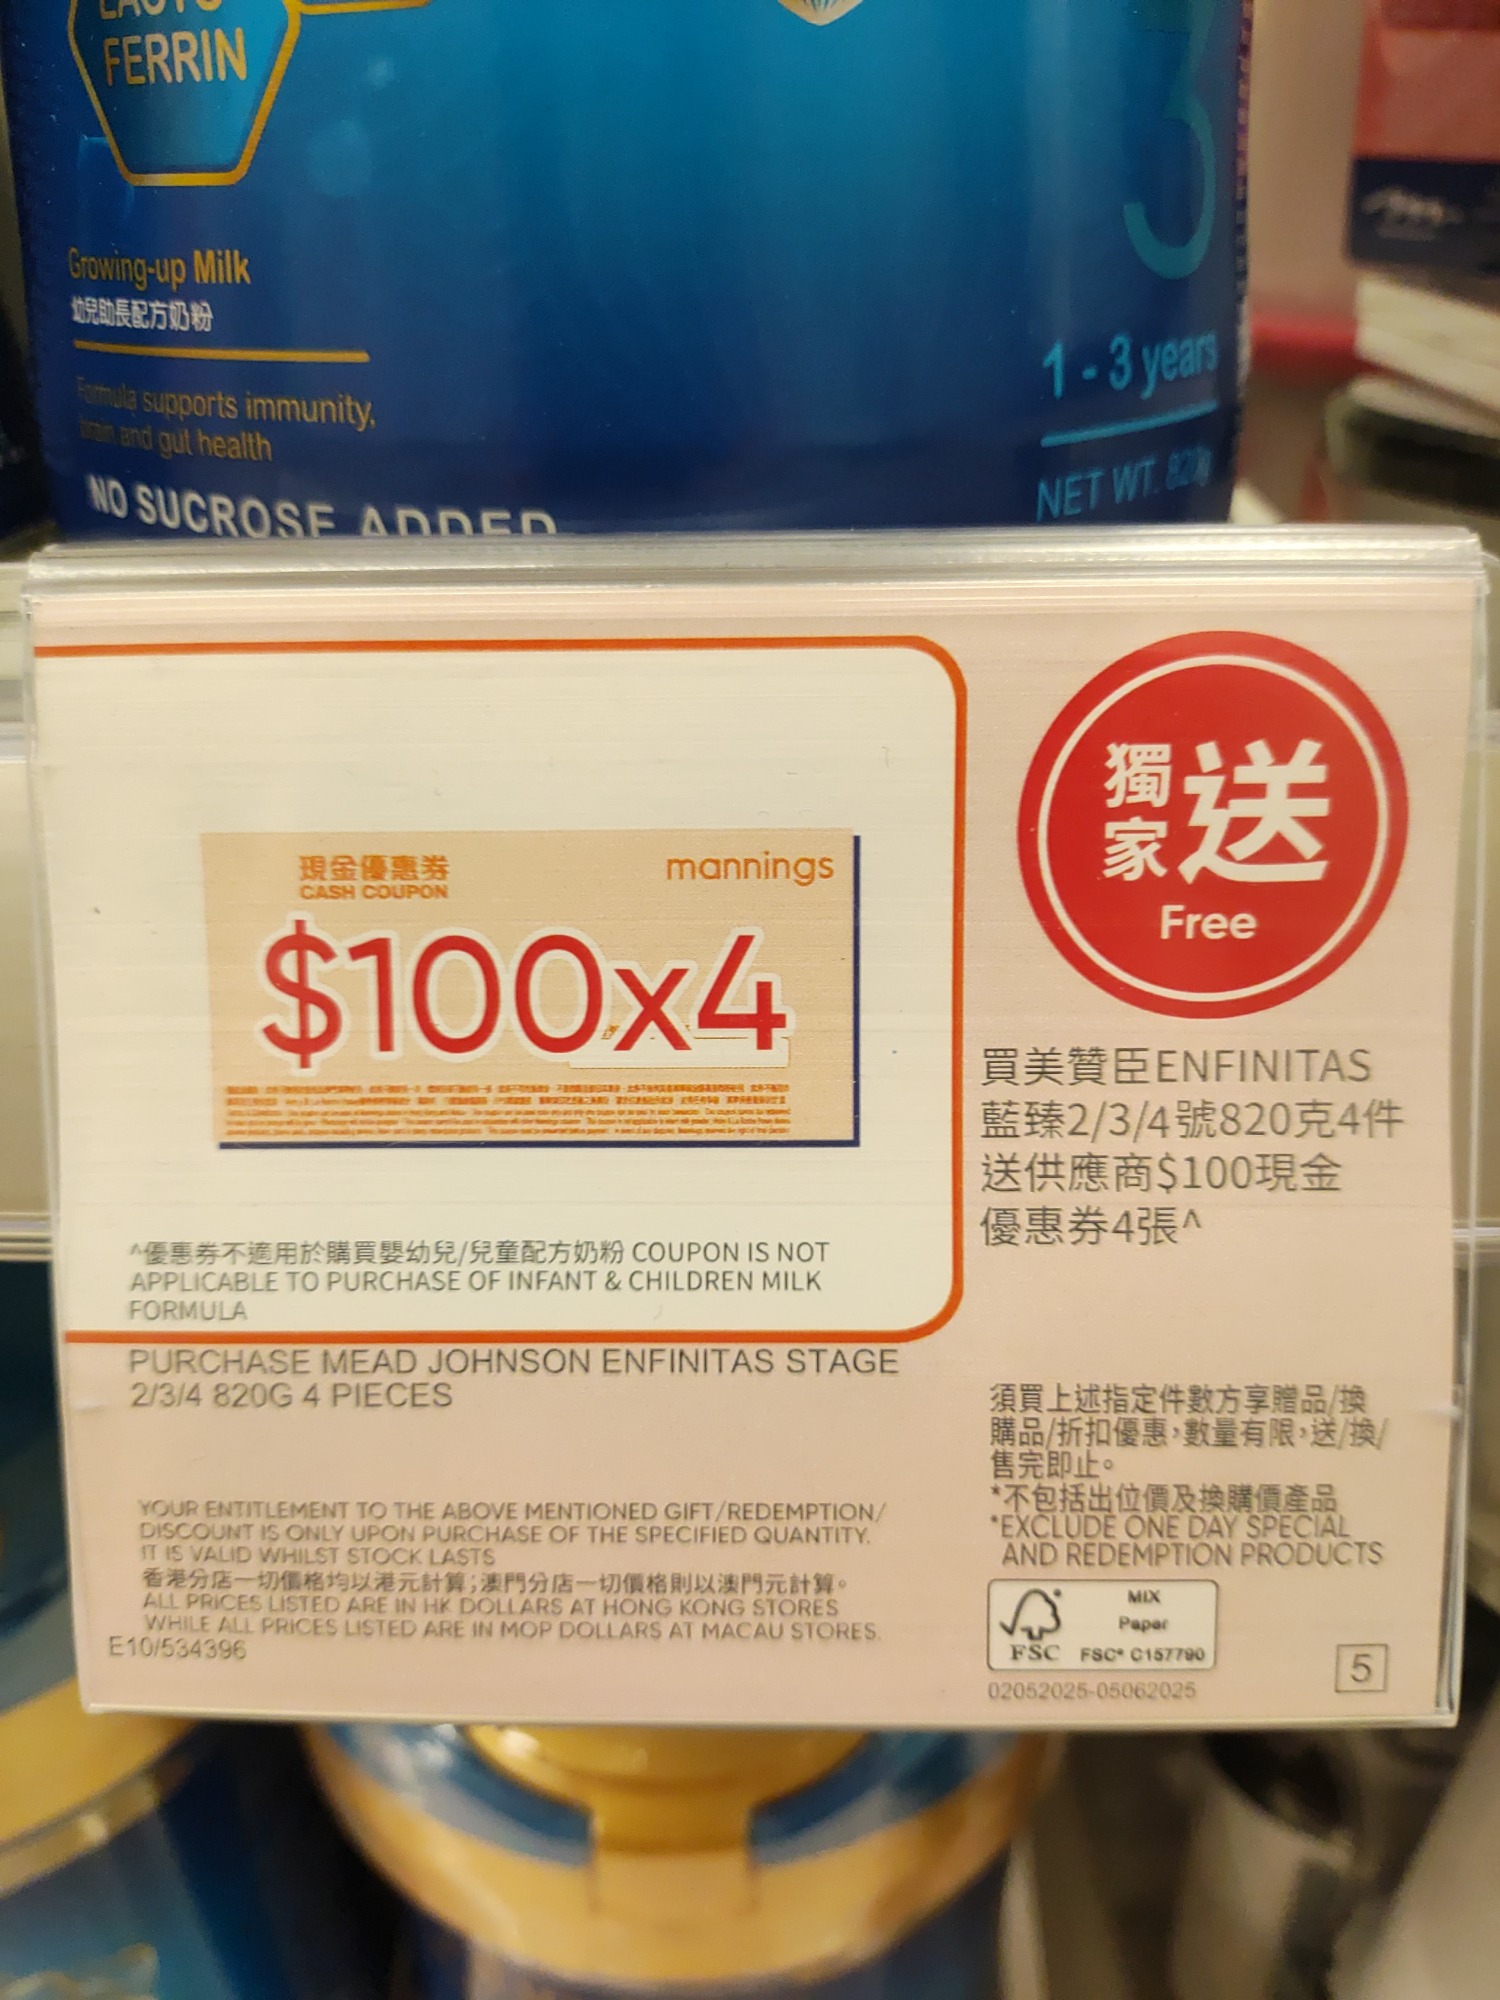 FERRIN
Growing-up Milk
幼兒助長配方奶粉
Formula supports immunity,
brain and gut health
NO SUCROSE ADDED
3
1 - 3 years
NET WT. 820g
現金優惠券
CASH COUPON
mannings
$100x4
^優惠券不適用於購買嬰幼兒/兒童配方奶粉 COUPON IS NOT
APPLICABLE TO PURCHASE OF INFANT & CHILDREN MILK
FORMULA
PURCHASE MEAD JOHNSON ENFINITAS STAGE
2/3/4 820G 4 PIECES
YOUR ENTITLEMENT TO THE ABOVE MENTIONED GIFT/REDEMPTION/
DISCOUNT IS ONLY UPON PURCHASE OF THE SPECIFIED QUANTITY.
IT IS VALID WHILST STOCK LASTS
香港分店一切價格均以港元計算;澳門分店一切價格則以澳門元計算。
ALL PRICES LISTED ARE IN HK DOLLARS AT HONG KONG STORES
WHILE ALL PRICES LISTED ARE IN MOP DOLLARS AT MACAU STORES.
E10/534396
獨家送
Free
買美贊臣ENFINITAS
藍臻2/3/4號820克4件
送供應商$100現金
優惠券4張^
須買上述指定件數方享贈品/換
購品/折扣優惠,數量有限,送/換/
售完即止。
*不包括出位價及換購價產品
*EXCLUDE ONE DAY SPECIAL
AND REDEMPTION PRODUCTS
MIX
Paper
FSC FSC® C157790
02052025-05062025
5